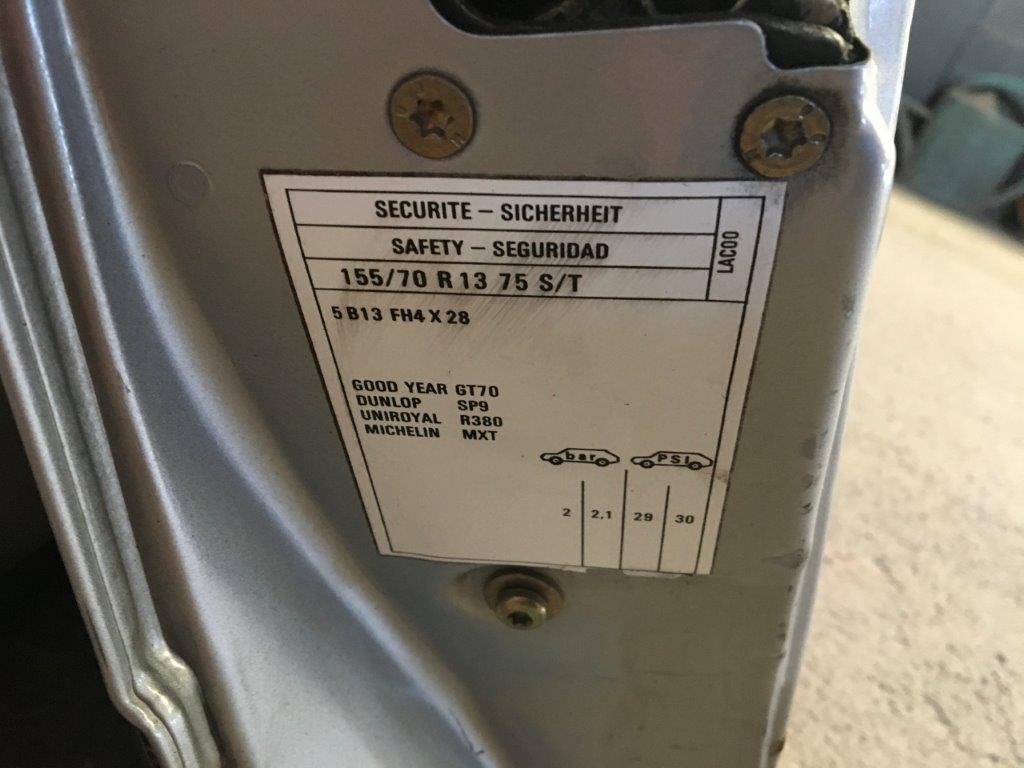 SECURITE – SICHERHEIT
SAFETY – SEGURIDAD
LAC00
155/70 R 13 75 S/T
5 B13 FH4 X 28
GOOD YEAR GT70
DUNLOP SP9
UNIROYAL R380
MICHELIN MXT
bar PSI
2 2,1 29 30